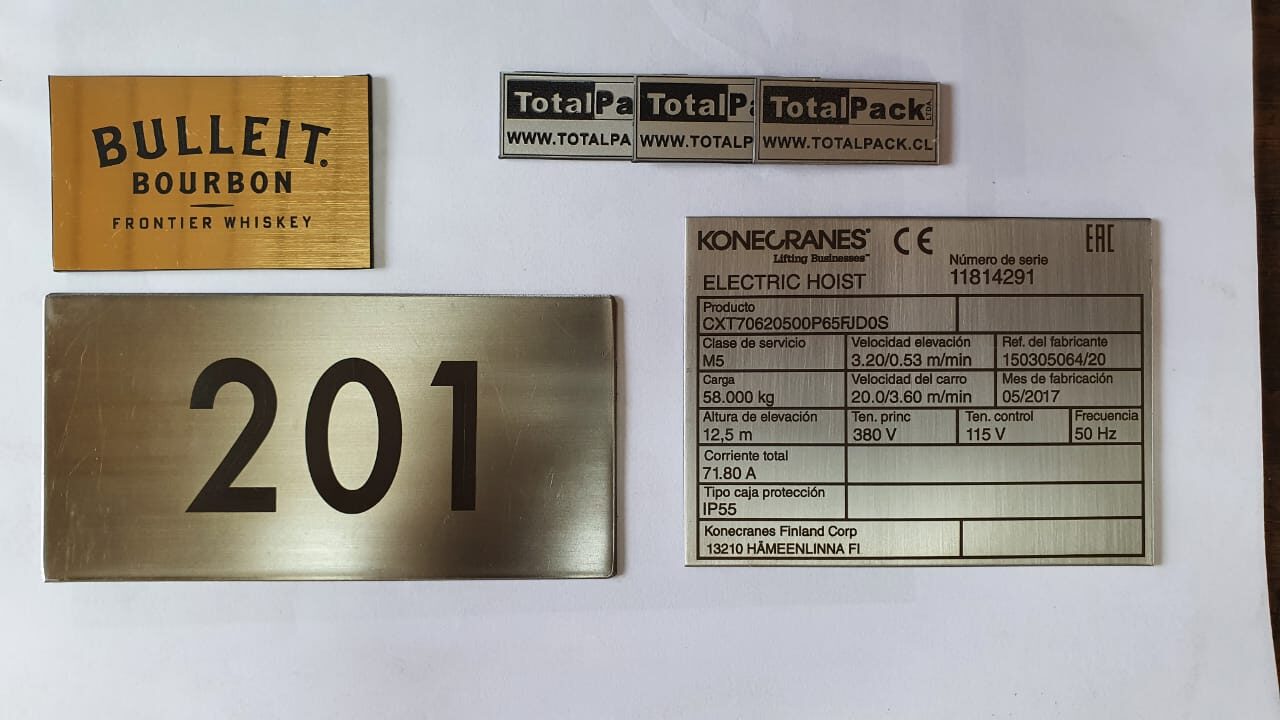 BULLEIT.
BOURBON
FRONTIER WHISKEY
TotalPa
WWW.TOTALPA
TotalPa
WWW.TOTALP
TotalPack LTDA.
WWW.TOTALPACK.CL
201
KONECRANES® CE EAC
Lifting Businesses™
ELECTRIC HOIST
Número de serie
11814291
Producto
CXT70620500P65FJD0S
Clase de servicio Velocidad elevación Ref. del fabricante
M5 3.20/0.53 m/min 150305064/20
Carga Velocidad del carro Mes de fabricación
58.000 kg 20.0/3.60 m/min 05/2017
Altura de elevación Ten. princ Ten. control Frecuencia
12,5 m 380 V 115 V 50 Hz
Corriente total
71.80 A
Tipo caja protección
IP55
Konecranes Finland Corp
13210 HÄMEENLINNA FI